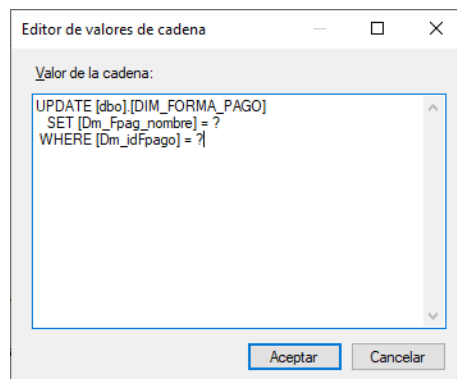 Editor de valores de cadena
Valor de la cadena:
UPDATE [dbo].[DIM_FORMA_PAGO]
SET [Dm_Fpag_nombre] = ?
WHERE [Dm_idFpago] = ?
Aceptar Cancelar